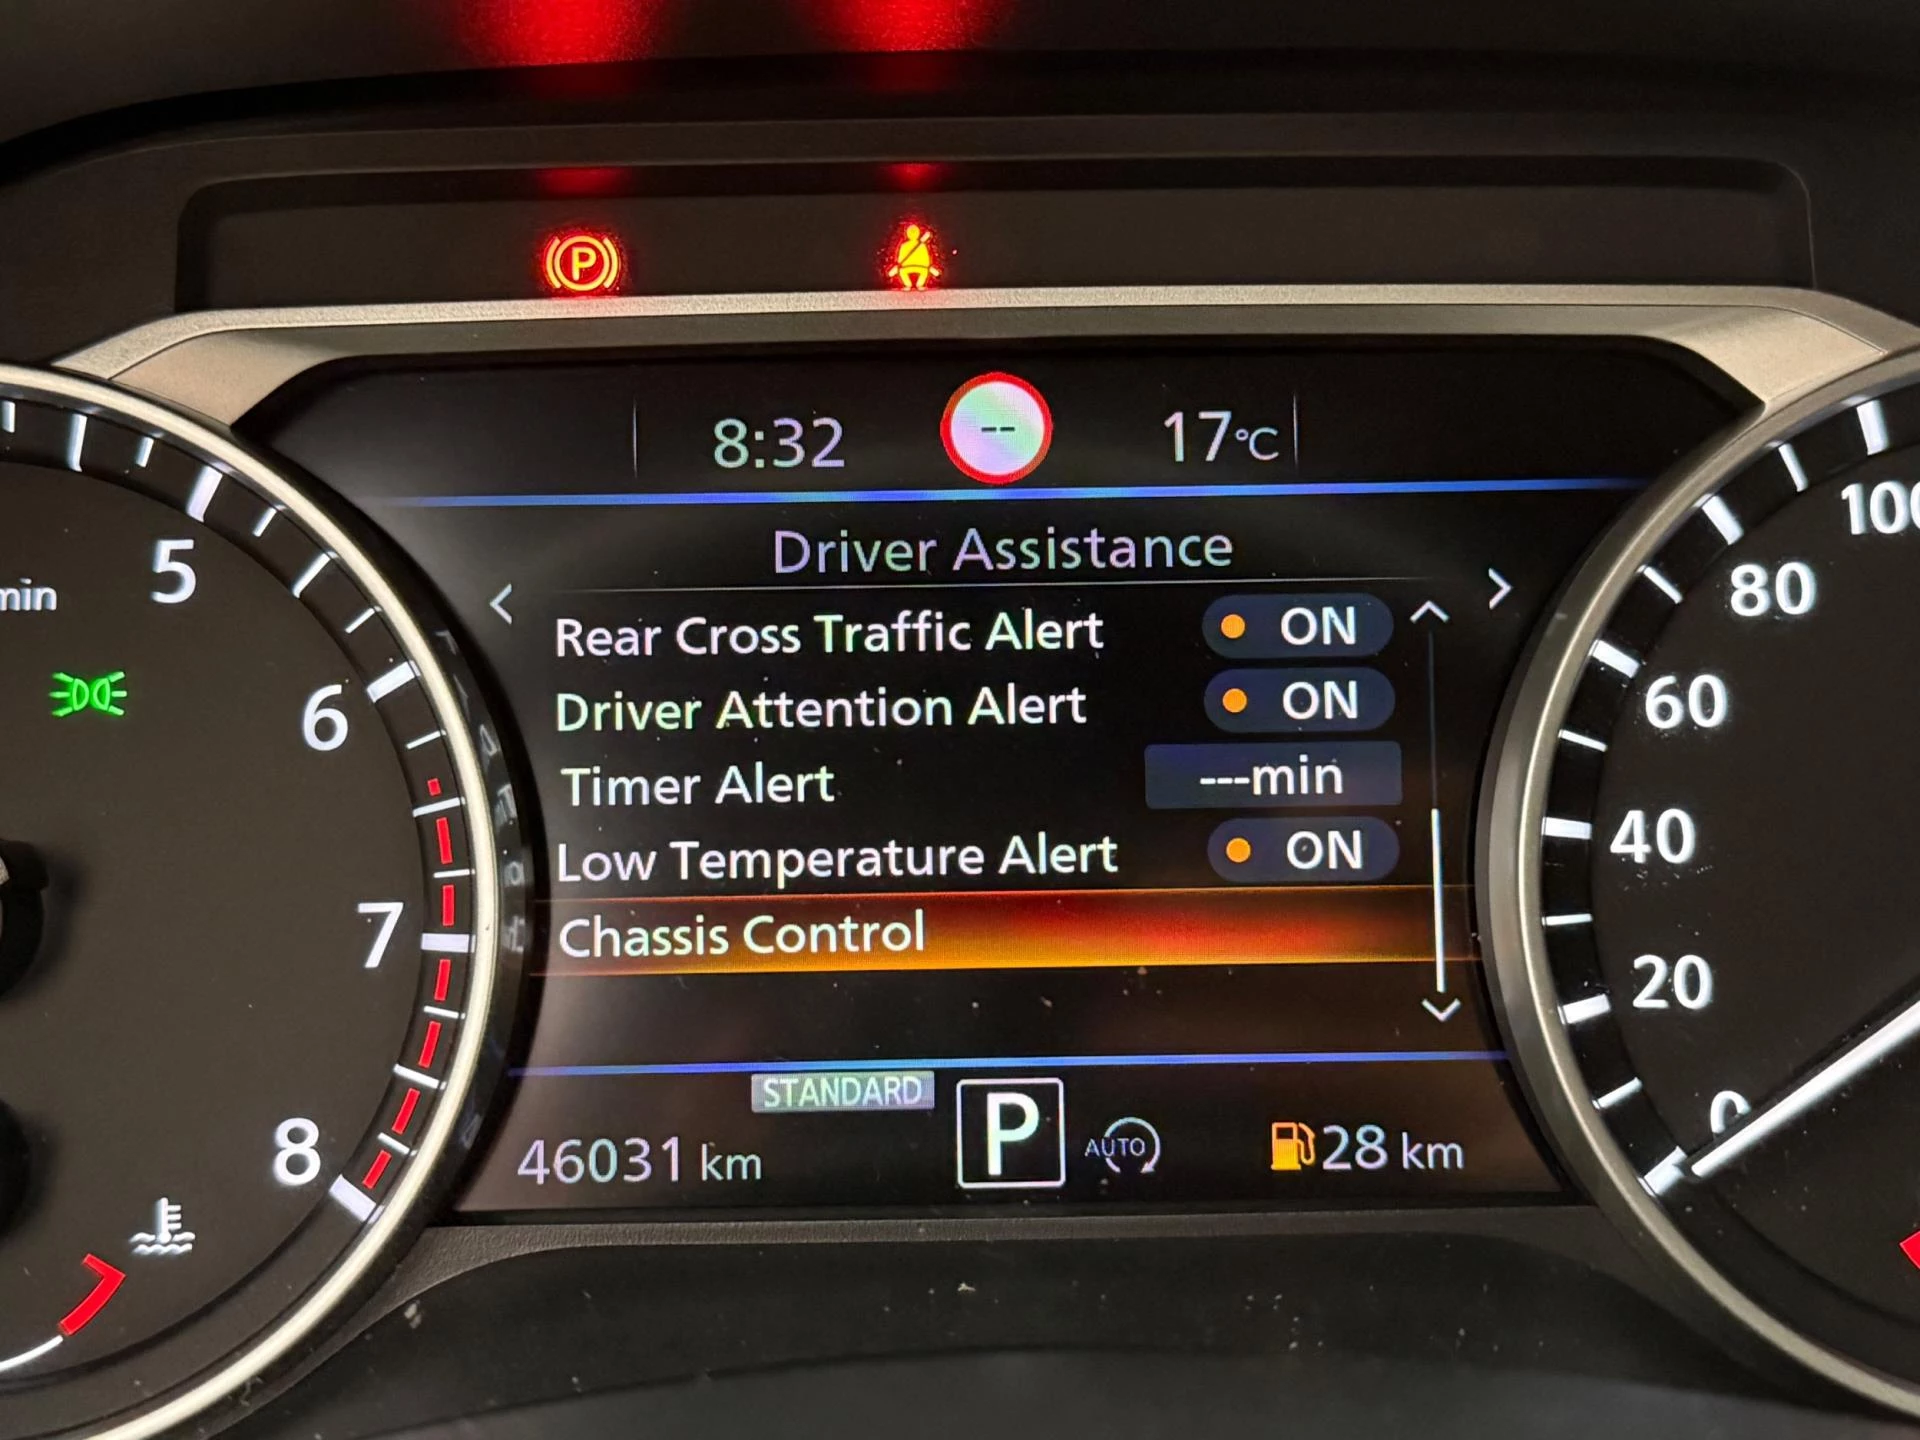 P
8:32
--
17°C
Driver Assistance
Rear Cross Traffic Alert ON
Driver Attention Alert ON
Timer Alert ---min
Low Temperature Alert ON
Chassis Control
STANDARD
46031 km
P
AUTO
28 km
min
5
6
7
8
100
80
60
40
20
0